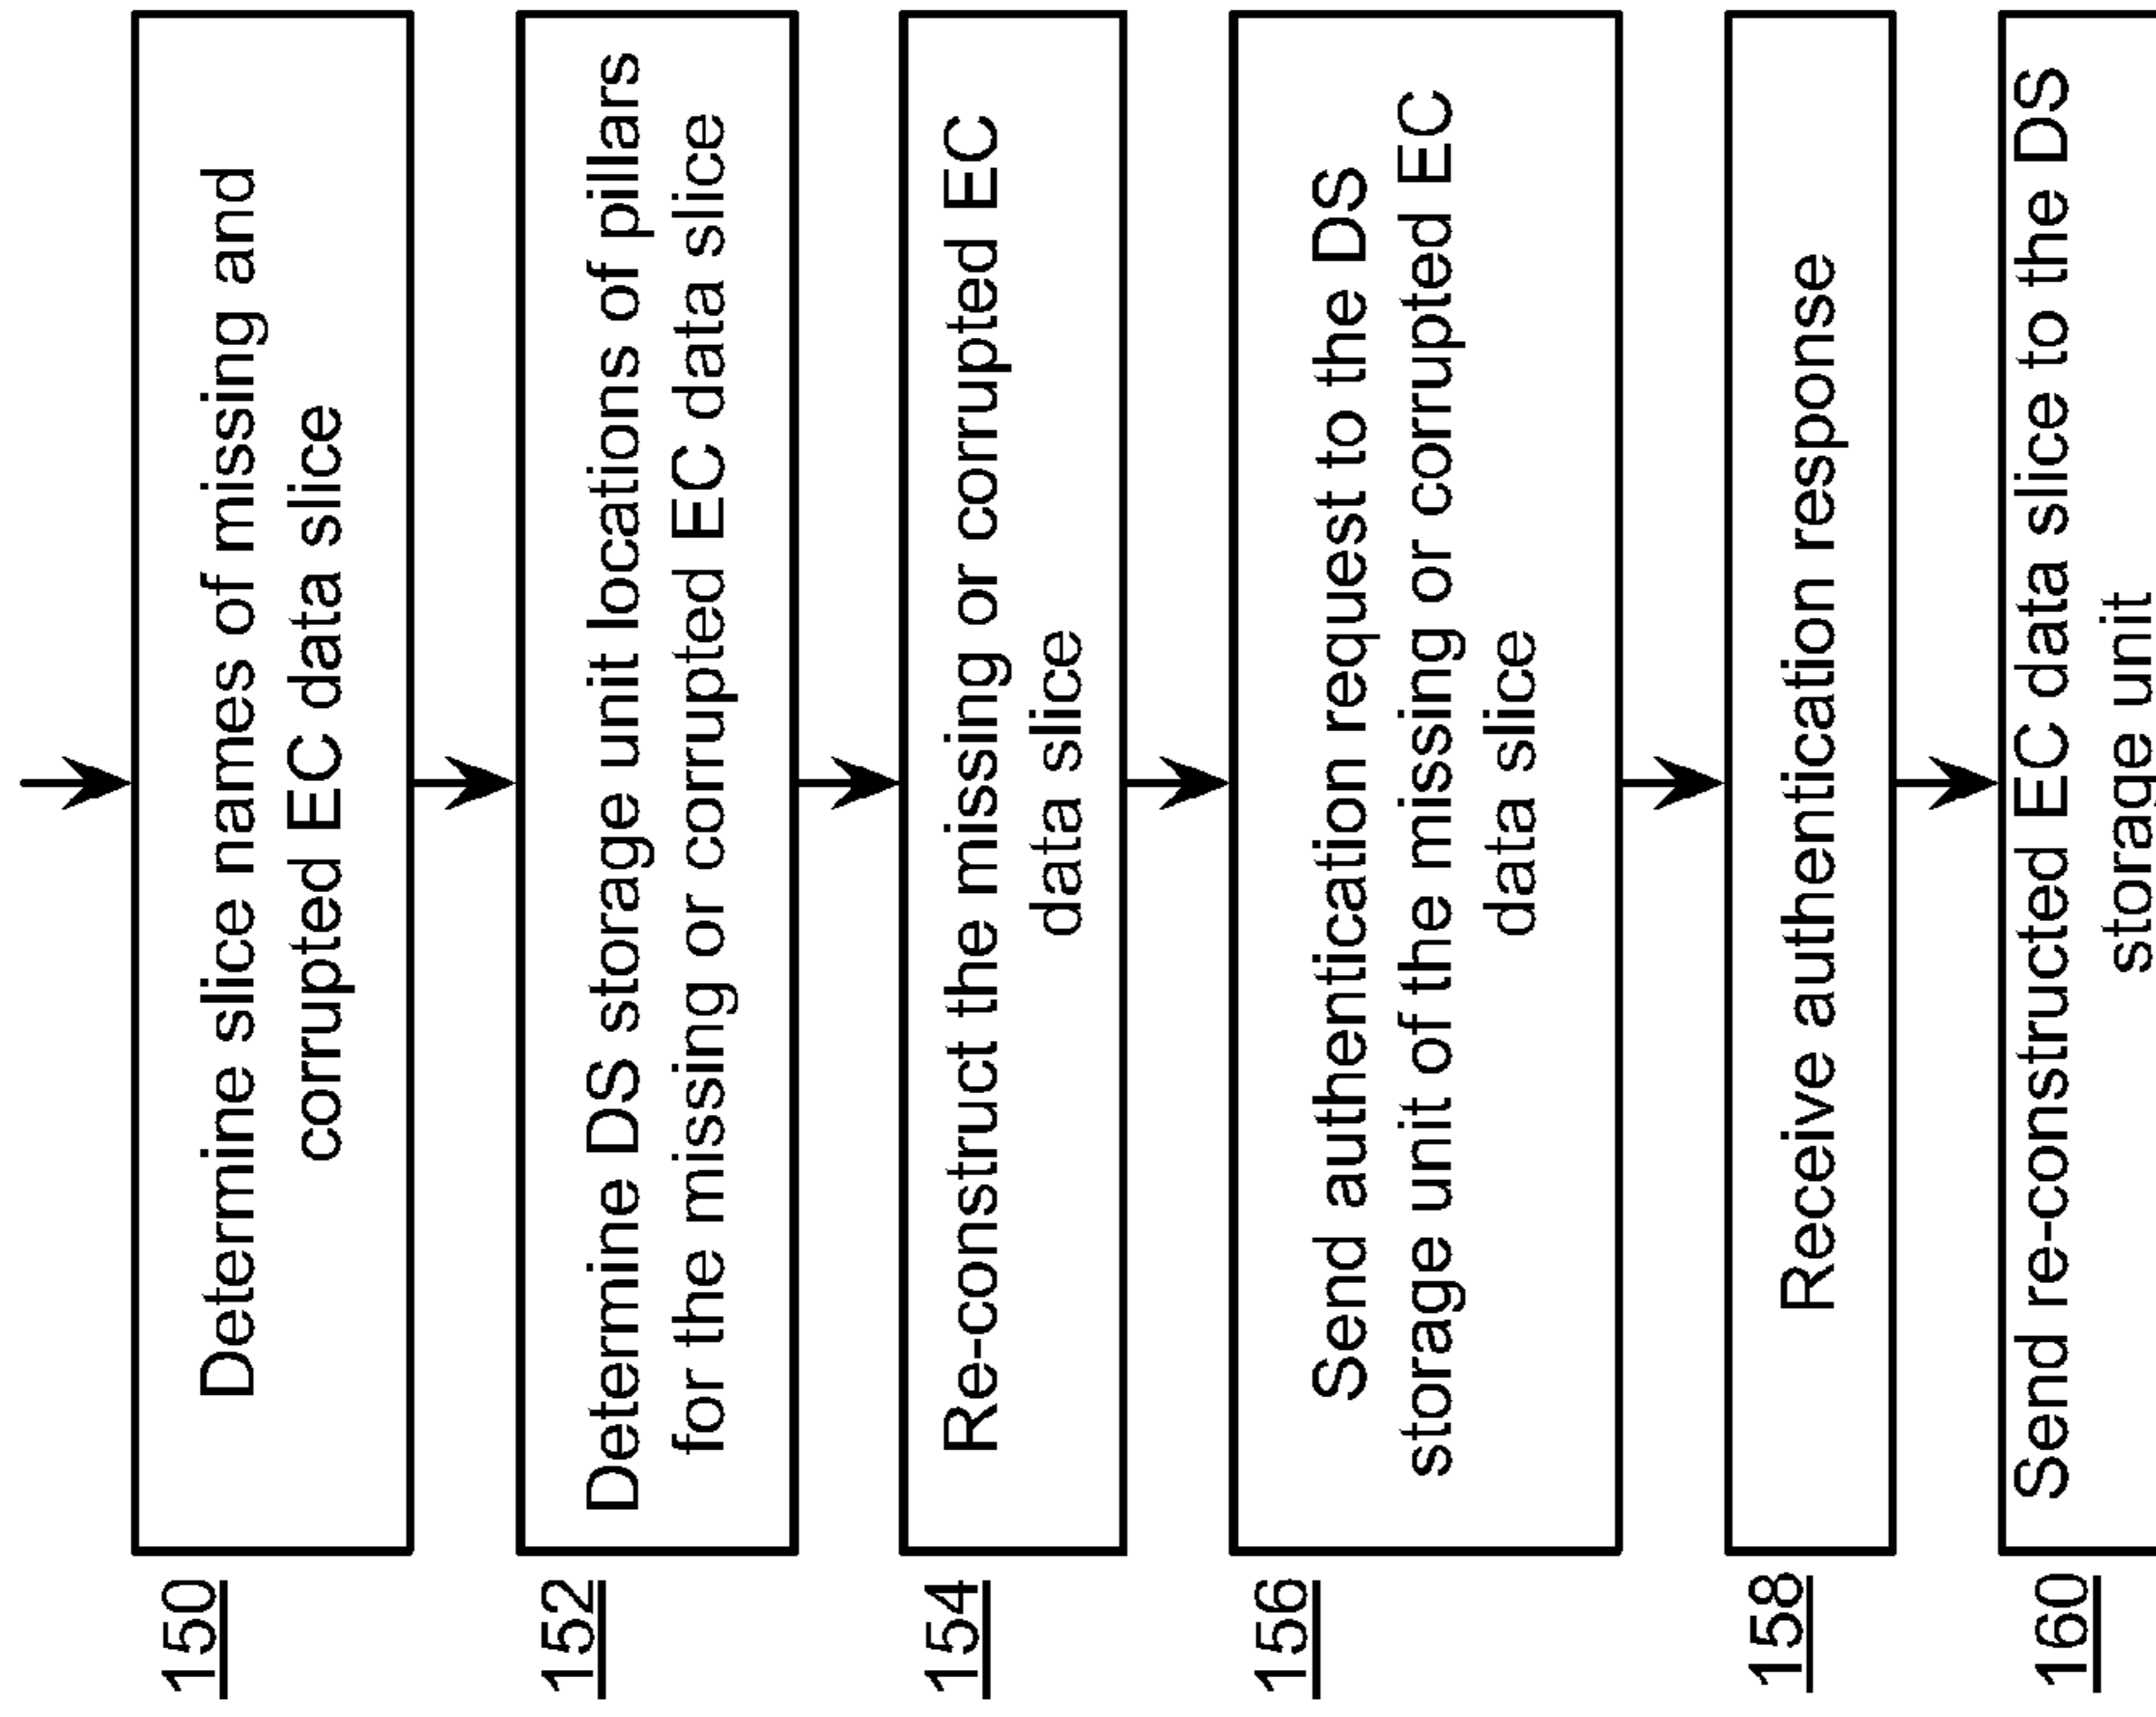 150
Determine slice names of missing and
corrupted EC data slice
152
Determine DS storage unit locations of pillars
for the missing or corrupted EC data slice
154
Re-construct the missing or corrupted EC
data slice
156
Send authentication request to the DS
storage unit of the missing or corrupted EC
data slice
158
Receive authentication response
160
Send re-constructed EC data slice to the DS
storage unit